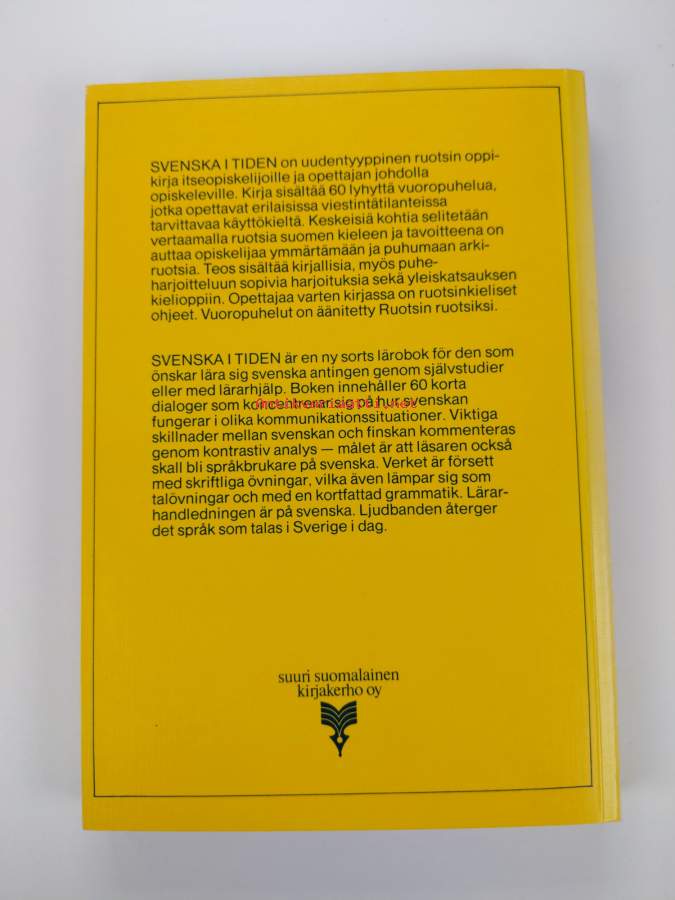 SVENSKA I TIDEN on uudentyyppinen ruotsin oppi-
kirja itseopiskelijoille ja opettajan johdolla
opiskeleville. Kirja sisältää 60 lyhyttä vuoropuhelua,
jotka opettavat erilaisissa viestintätilanteissa
tarvittavaa käyttökieltä. Keskeisiä kohtia selitetään
vertaamalla ruotsia suomen kieleen ja tavoitteena on
auttaa opiskelijaa ymmärtämään ja puhumaan arki-
ruotsia. Teos sisältää kirjallisia, myös puhe-
harjoitteluun sopivia harjoituksia sekä yleiskatsauksen
kielioppiin. Opettajaa varten kirjassa on ruotsinkieliset
ohjeet. Vuoropuhelut on äänitetty Ruotsin ruotsiksi.
SVENSKA I TIDEN är en ny sorts lärobok för den som
önskar lära sig svenska antingen genom självstudier
eller med lärarhjälp. Boken innehåller 60 korta
dialoger som koncentrerar sig på hur svenskan
fungerar i olika kommunikationssituationer. Viktiga
skillnader mellan svenskan och finskan kommenteras
genom kontrastiv analys — målet är att läsaren också
skall bli språkbrukare på svenska. Verket är försett
med skriftliga övningar, vilka även lämpar sig som
talövningar och med en kortfattad grammatik. Lärar-
handledningen är på svenska. Ljudbanden återger
det språk som talas i Sverige i dag.
suuri suomalainen
kirjakerho oy